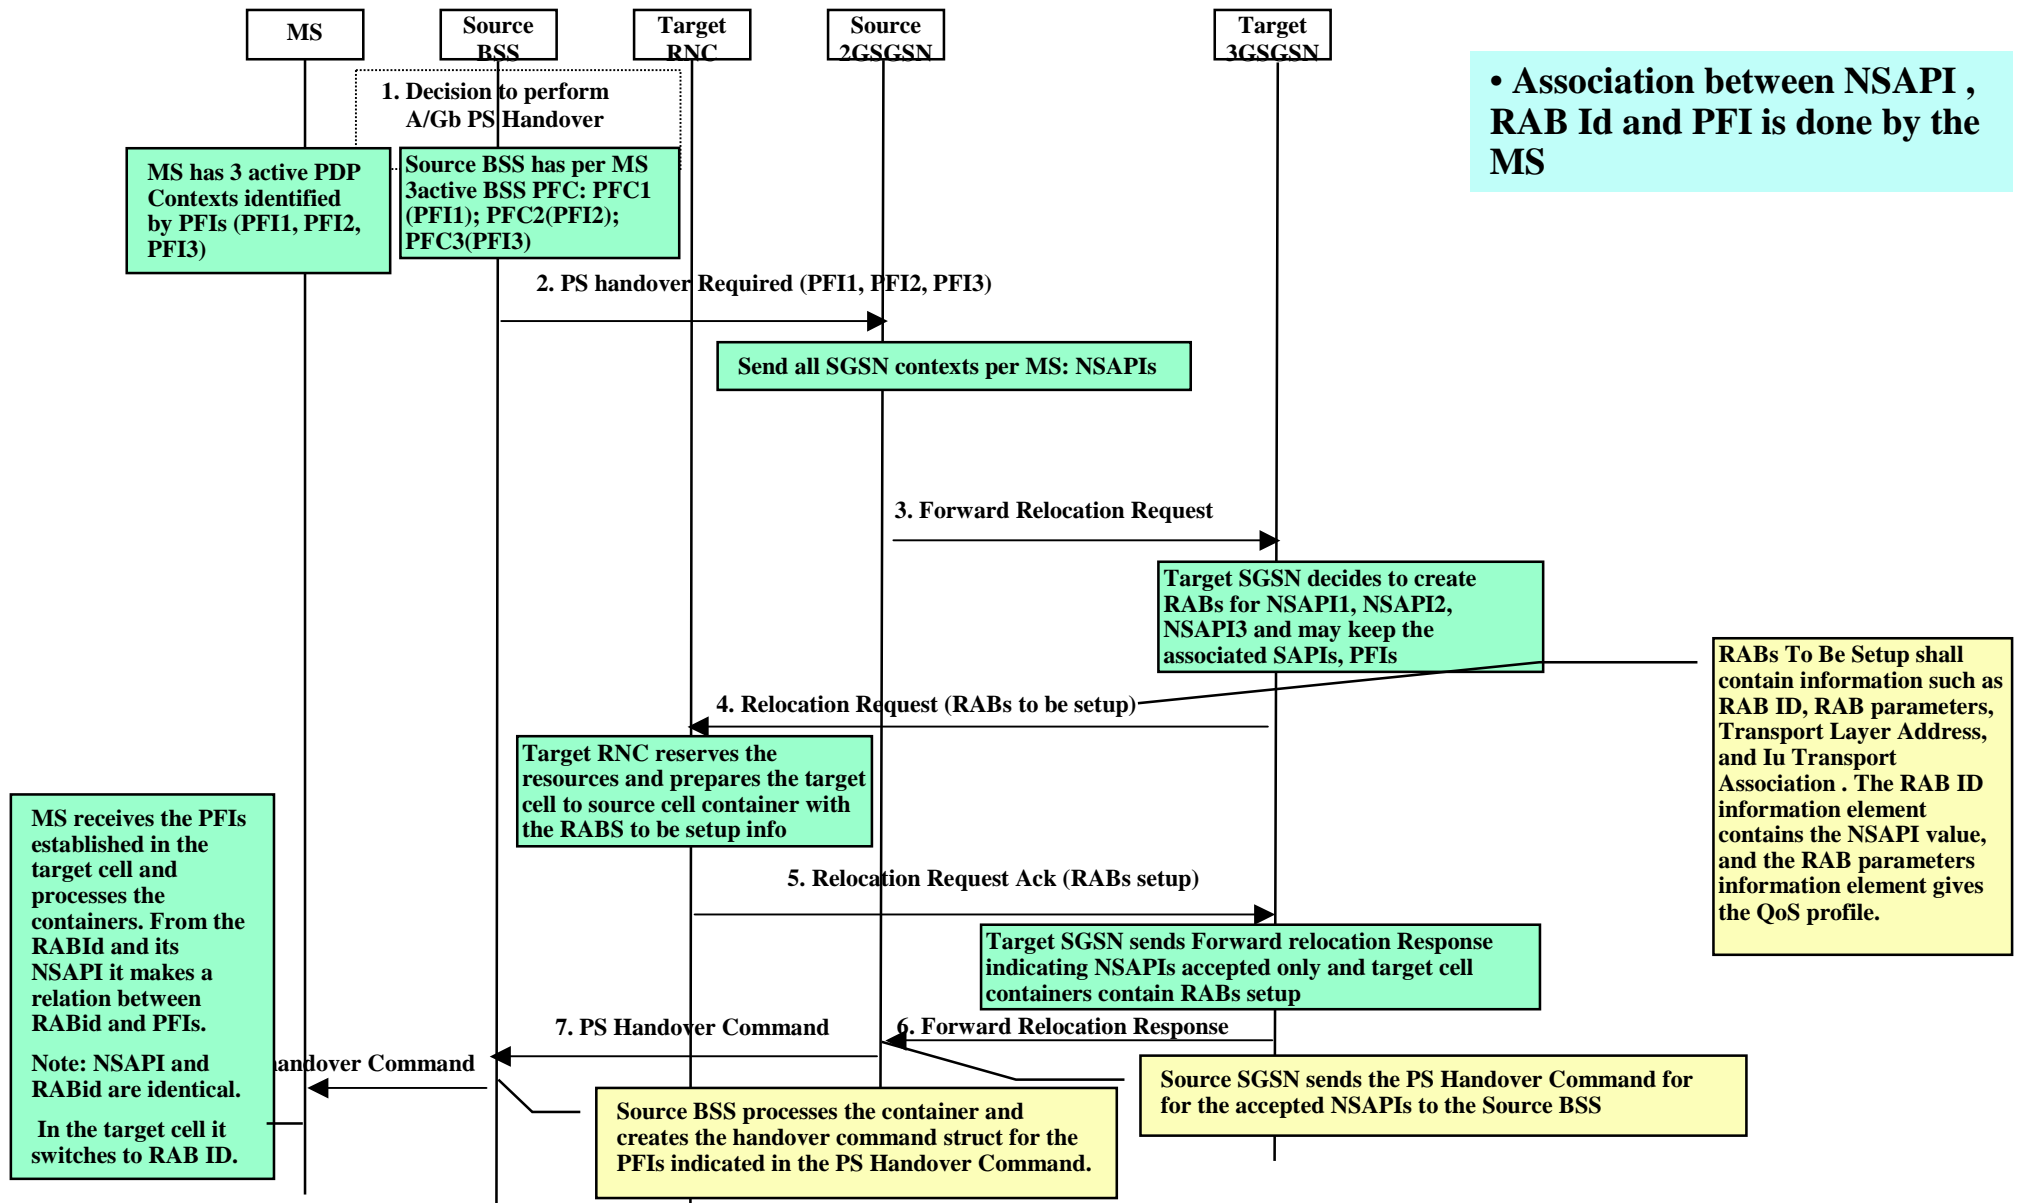 MS
Source
BSS
Target
RNC
Source
2GSGSN
Target
3GSGSN
• Association between NSAPI ,
RAB Id and PFI is done by the
MS
1. Decision to perform
A/Gb PS Handover
MS has 3 active PDP
Contexts identified
by PFIs (PFI1, PFI2,
PFI3)
Source BSS has per MS
3active BSS PFC: PFC1
(PFI1); PFC2(PFI2);
PFC3(PFI3)
2. PS handover Required (PFI1, PFI2, PFI3)
Send all SGSN contexts per MS: NSAPIs
3. Forward Relocation Request
Target SGSN decides to create
RABs for NSAPI1, NSAPI2,
NSAPI3 and may keep the
associated SAPIs, PFIs
RABs To Be Setup shall
contain information such as
RAB ID, RAB parameters,
Transport Layer Address,
and Iu Transport
Association . The RAB ID
information element
contains the NSAPI value,
and the RAB parameters
information element gives
the QoS profile.
4. Relocation Request (RABs to be setup)
Target RNC reserves the
resources and prepares the target
cell to source cell container with
the RABS to be setup info
MS receives the PFIs
established in the
target cell and
processes the
containers. From the
RABId and its
NSAPI it makes a
relation between
RABid and PFIs.
Note: NSAPI and
RABid are identical.
In the target cell it
switches to RAB ID.
5. Relocation Request Ack (RABs setup)
Target SGSN sends Forward relocation Response
indicating NSAPIs accepted only and target cell
containers contain RABs setup
7. PS Handover Command
6. Forward Relocation Response
andover Command
Source SGSN sends the PS Handover Command for
for the accepted NSAPIs to the Source BSS
Source BSS processes the container and
creates the handover command struct for the
PFIs indicated in the PS Handover Command.